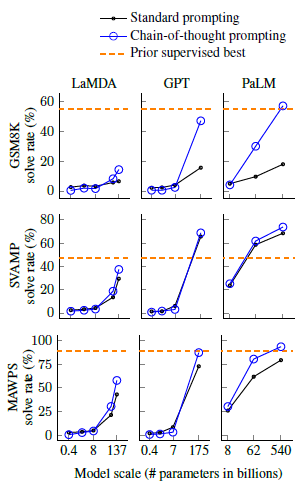 Standard prompting
Chain-of-thought prompting
Prior supervised best
LaMDA GPT PaLM
GSM8K
solve rate (%)
60
40
20
0
SVAMP
solve rate (%)
80
60
40
20
0
MAWPS
solve rate (%)
100
75
50
25
0
0.4 8 137 0.4 7 175 8 62 540
Model scale (# parameters in billions)